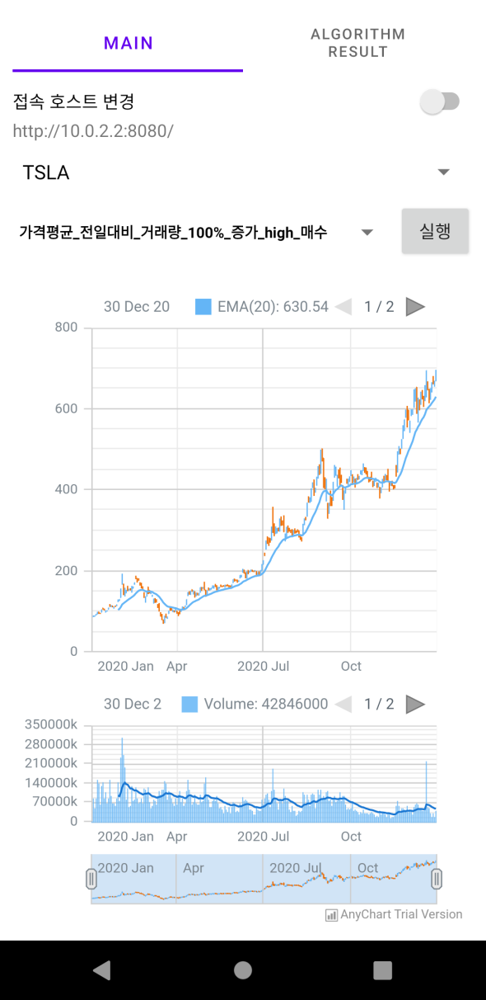 MAIN
ALGORITHM
RESULT
접속 호스트 변경
http://10.0.2.2:8080/
TSLA
가격평균_전일대비_거래량_100%_증가_high_매수
실행
30 Dec 20 EMA(20): 630.54 1 / 2
800
600
400
200
0
2020 Jan Apr 2020 Jul Oct
30 Dec 2 Volume: 42846000 1 / 2
350000k
280000k
210000k
140000k
70000k
0
2020 Jan Apr 2020 Jul Oct
2020 Jan Apr 2020 Jul Oct
AnyChart Trial Version